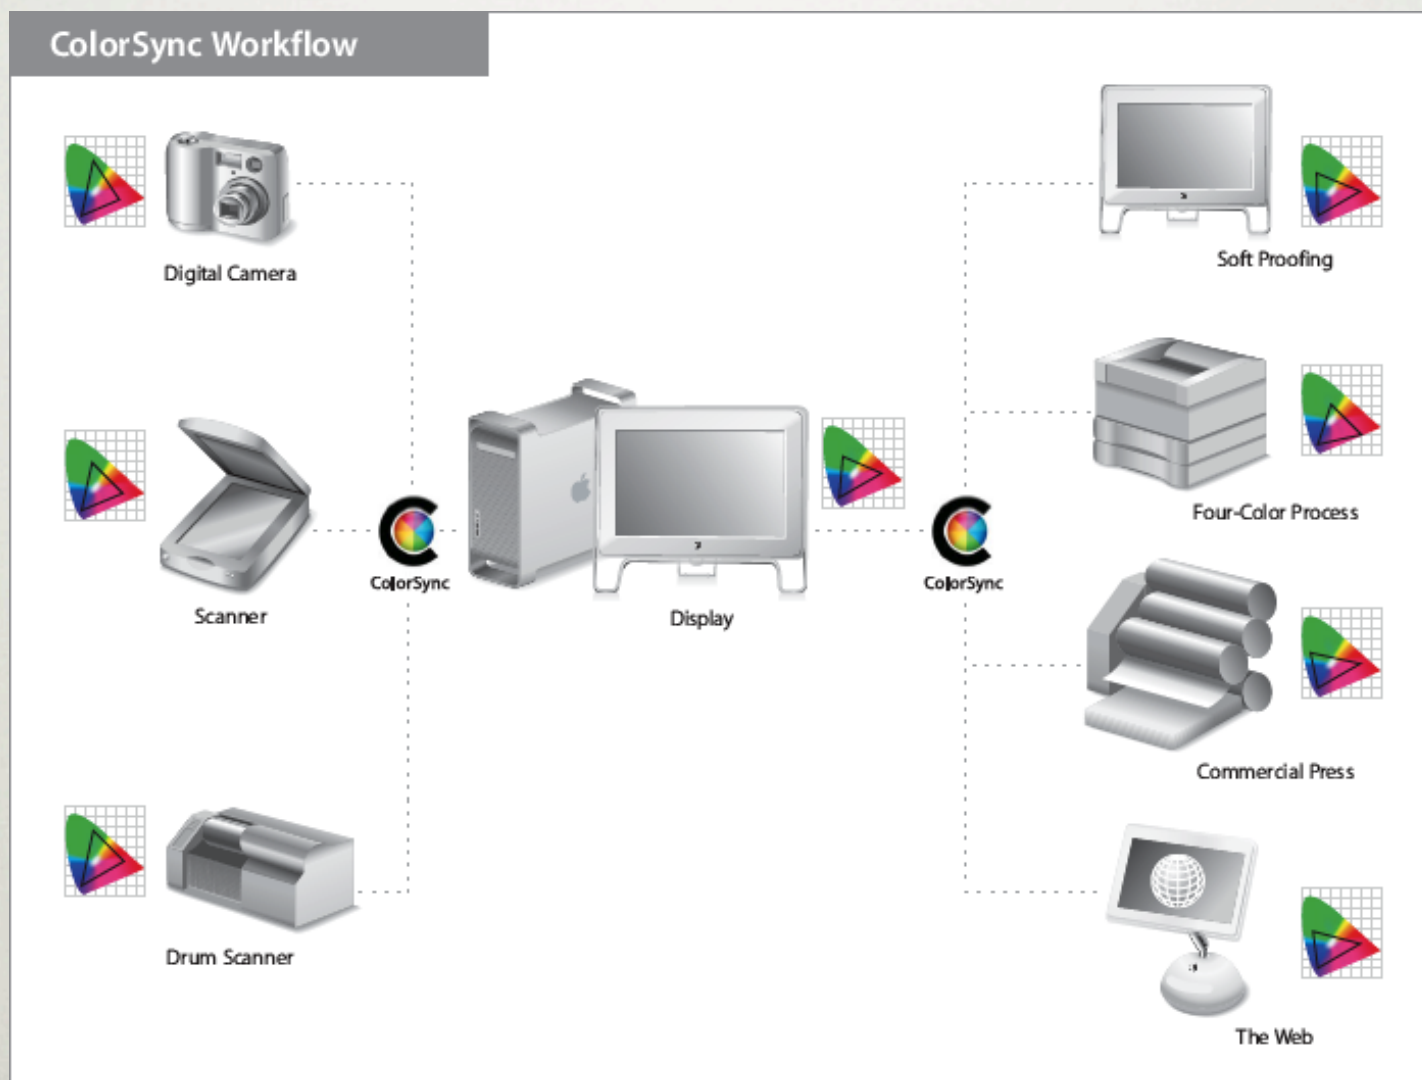 ColorSync Workflow
Digital Camera
Soft Proofing
Four-Color Process
ColorSync
ColorSync
Scanner
Display
Commercial Press
Drum Scanner
The Web